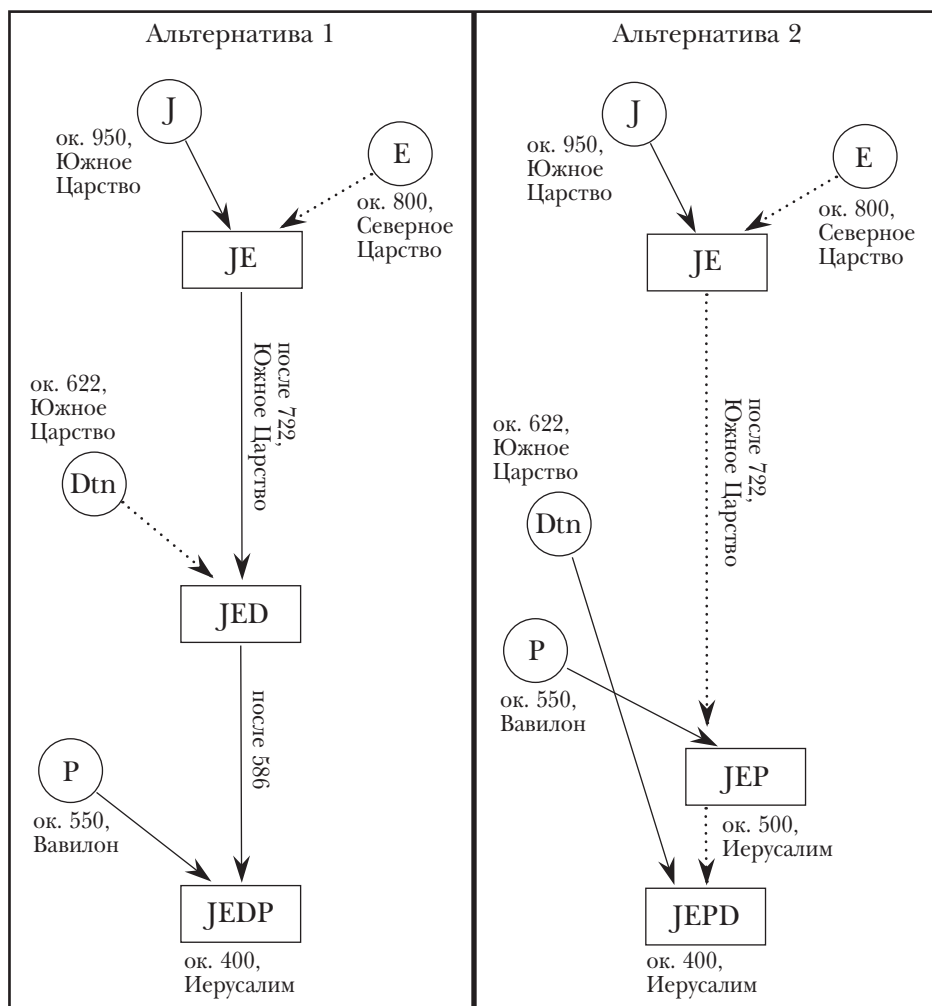 Альтернатива 1
J
ок. 950,
Южное
Царство
E
ок. 800,
Северное
Царство
JE
после 722,
Южное Царство
ок. 622,
Южное
Царство
Dtn
JED
после 586
P
ок. 550,
Вавилон
JEDP
ок. 400,
Иерусалим
Альтернатива 2
J
ок. 950,
Южное
Царство
E
ок. 800,
Северное
Царство
JE
после 722,
Южное Царство
ок. 622,
Южное
Царство
Dtn
P
ок. 550,
Вавилон
JEP
ок. 500,
Иерусалим
JEPD
ок. 400,
Иерусалим